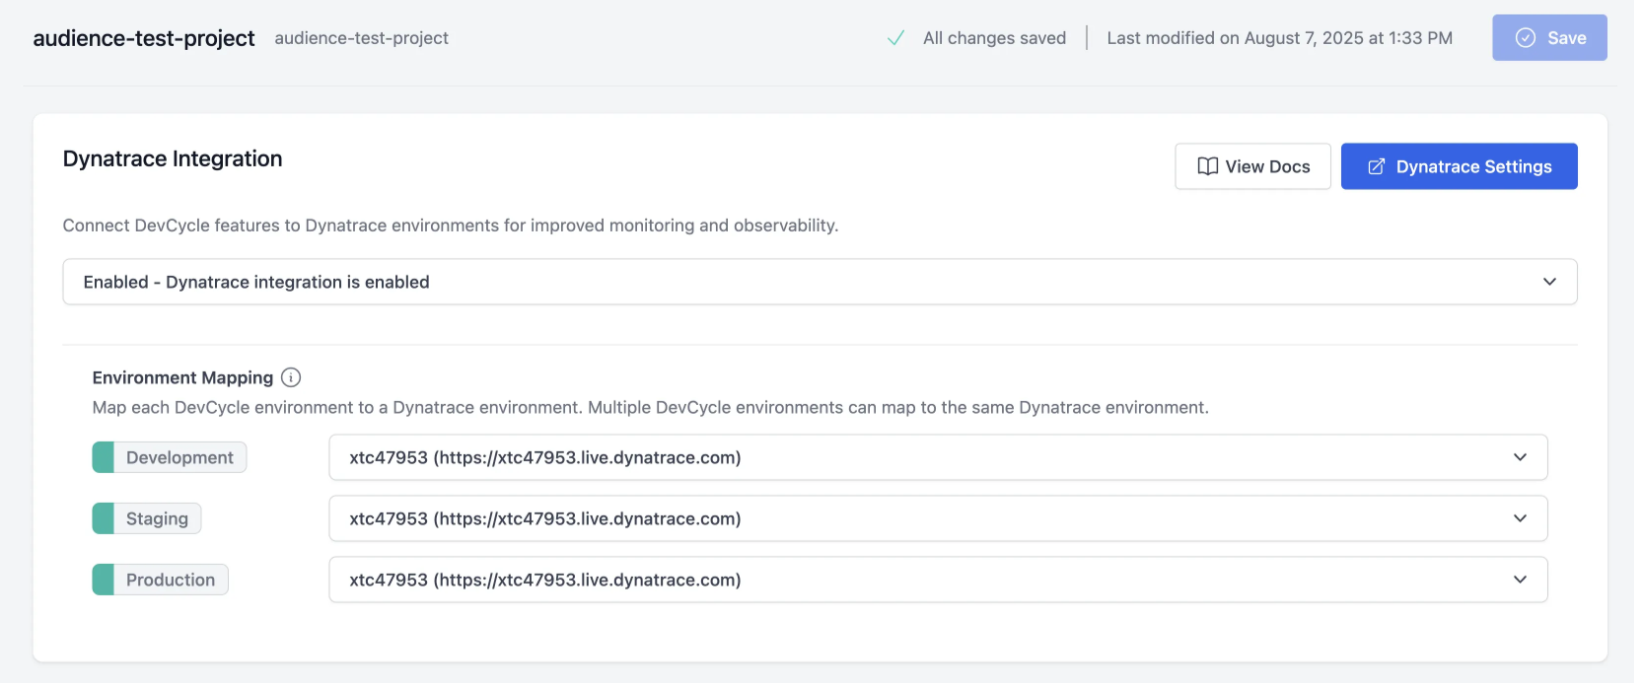 audience-test-project audience-test-project All changes saved Last modified on August 7, 2025 at 1:33 PM Save
Dynatrace Integration View Docs Dynatrace Settings
Connect DevCycle features to Dynatrace environments for improved monitoring and observability.
Enabled - Dynatrace integration is enabled
Environment Mapping
Map each DevCycle environment to a Dynatrace environment. Multiple DevCycle environments can map to the same Dynatrace environment.
Development xtc47953 (https://xtc47953.live.dynatrace.com)
Staging xtc47953 (https://xtc47953.live.dynatrace.com)
Production xtc47953 (https://xtc47953.live.dynatrace.com)